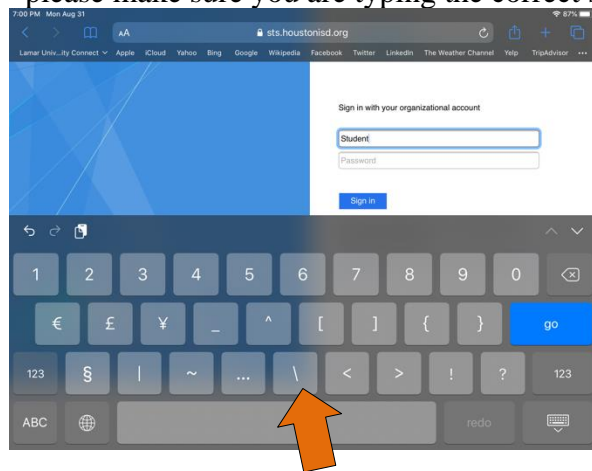 please make sure you are typing the correct
7:00 PM Mon Aug 31 87%
AA sts.houstonisd.org
Lamar Univ...ity Connect Apple iCloud Yahoo Bing Google Wikipedia Facebook Twitter LinkedIn The Weather Channel Yelp TripAdvisor ...
Sign in with your organizational account
Student
Password
Sign in
1 2 3 4 5 6 7 8 9 0
€ £ ¥ _ ^ [ ] { } go
123 § | ~ ... \ < > ! ? 123
ABC redo